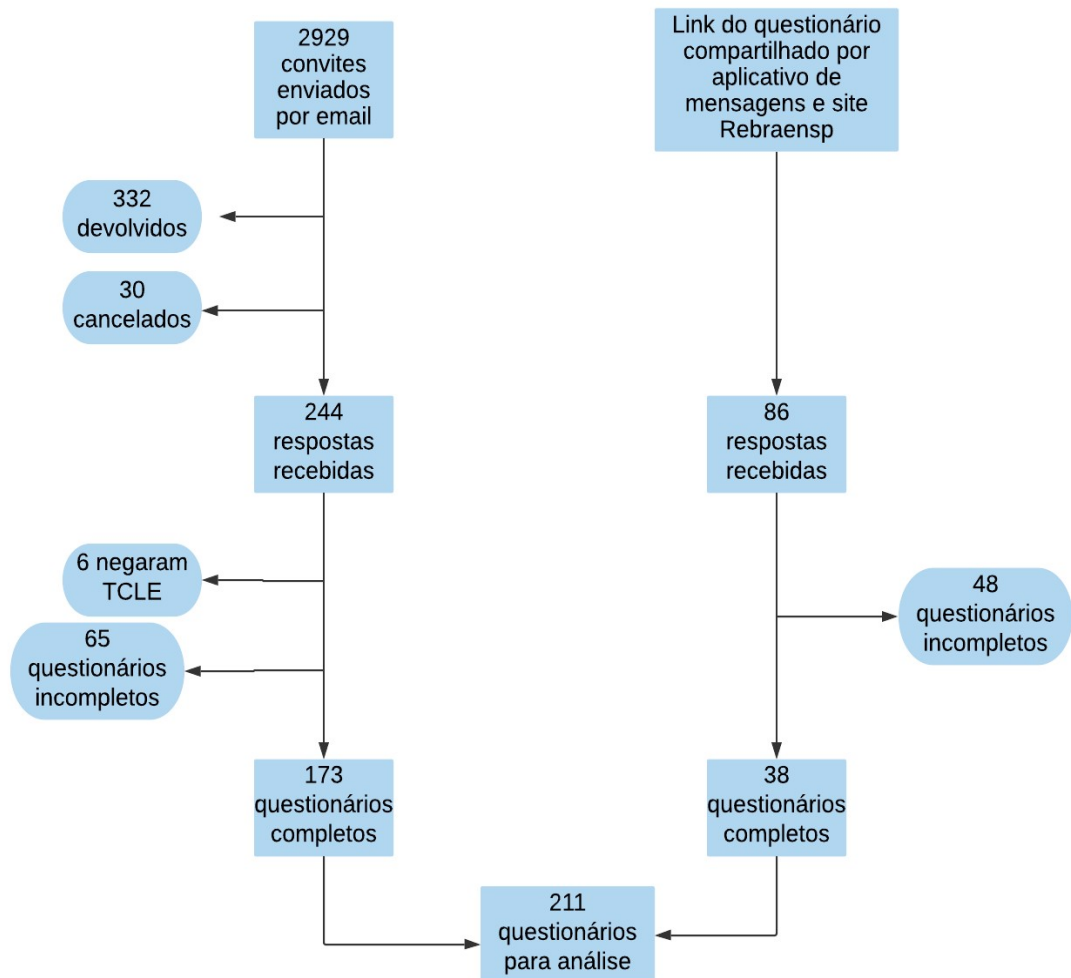 2929
convites
enviados
por email
Link do questionário
compartilhado por
aplicativo de
mensagens e site
Rebraensp
332
devolvidos
30
cancelados
244
respostas
recebidas
86
respostas
recebidas
6 negaram
TCLE
65
questionários
incompletos
48
questionários
incompletos
173
questionários
completos
38
questionários
completos
211
questionários
para análise